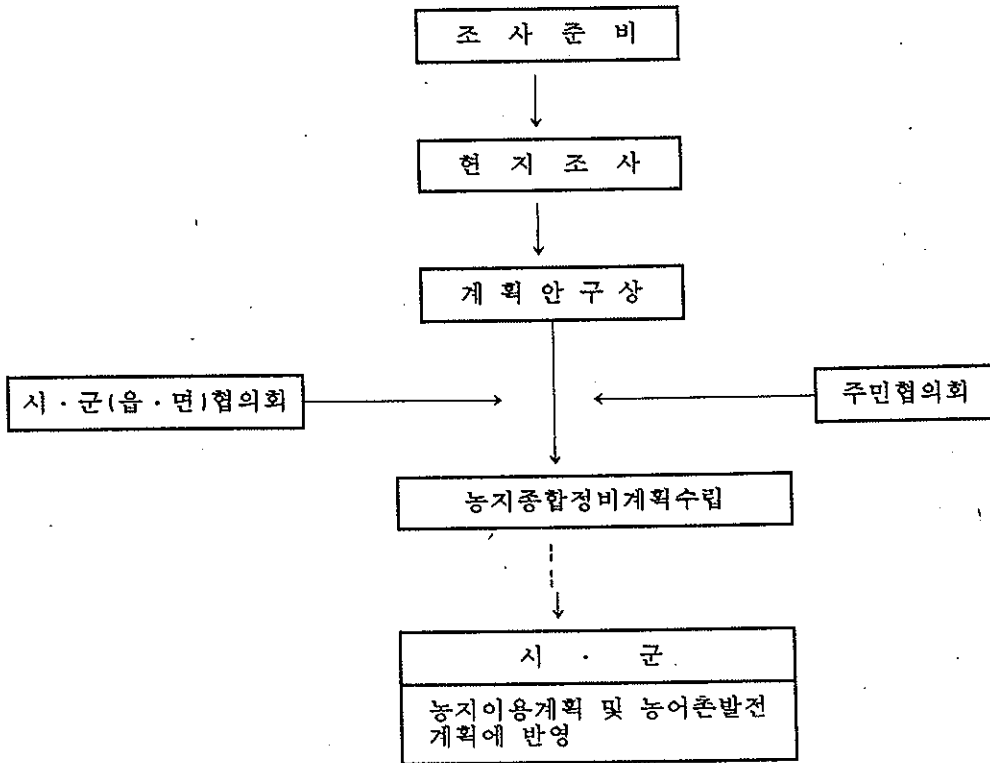 조 사 준 비
현 지 조 사
계 획 안 구 상
시 · 군(읍 · 면)협의회
주민협의회
농지종합정비계획수립
시 · 군
농지이용계획 및 농어촌발전
계획에 반영